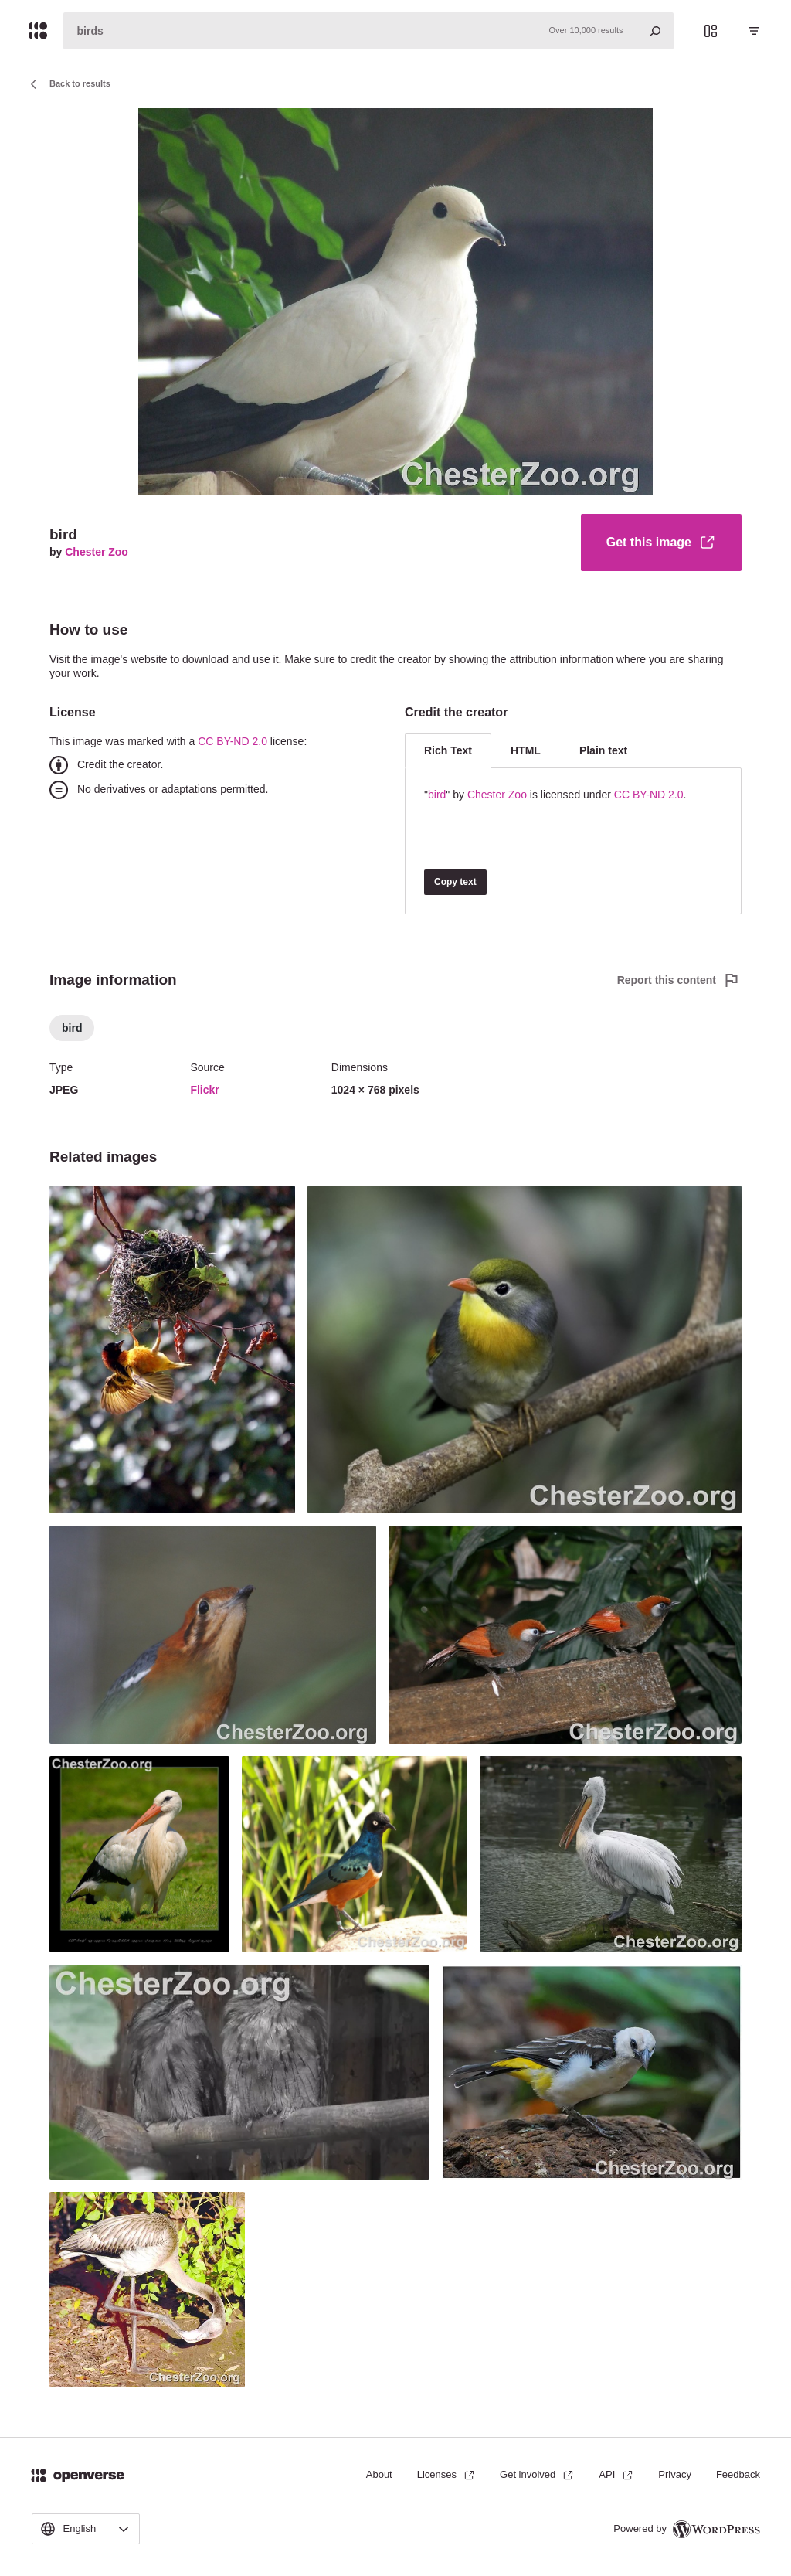 birds
Over 10,000 results
Back to results
ChesterZoo.org
bird
by Chester Zoo
Get this image
How to use
Visit the image's website to download and use it. Make sure to credit the creator by showing the attribution information where you are sharing
your work.
License
This image was marked with a CC BY-ND 2.0 license:
Credit the creator.
No derivatives or adaptations permitted.
Credit the creator
Rich Text HTML Plain text
"bird" by Chester Zoo is licensed under CC BY-ND 2.0.
Copy text
Image information
Report this content
bird
Type Source Dimensions
JPEG Flickr 1024 × 768 pixels
Related images
ChesterZoo.org
ChesterZoo.org
ChesterZoo.org
ChesterZoo.org
ChesterZoo.org
ChesterZoo.org
ChesterZoo.org
ChesterZoo.org
ChesterZoo.org
openverse
About Licenses Get involved API Privacy Feedback
English
Powered by WORDPRESS